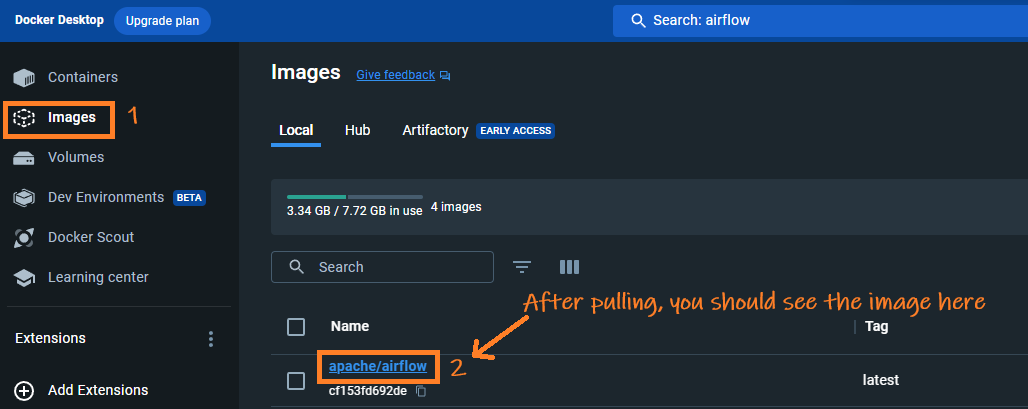 Docker Desktop
Upgrade plan
Search: airflow
Containers
Images
1
Volumes
Dev Environments BETA
Docker Scout
Learning center
Extensions
Add Extensions
Images
Give feedback
Local Hub Artifactory EARLY ACCESS
3.34 GB / 7.72 GB in use 4 images
Search
After pulling, you should see the image here
Name Tag
apache/airflow 2
cf153fd692de
latest